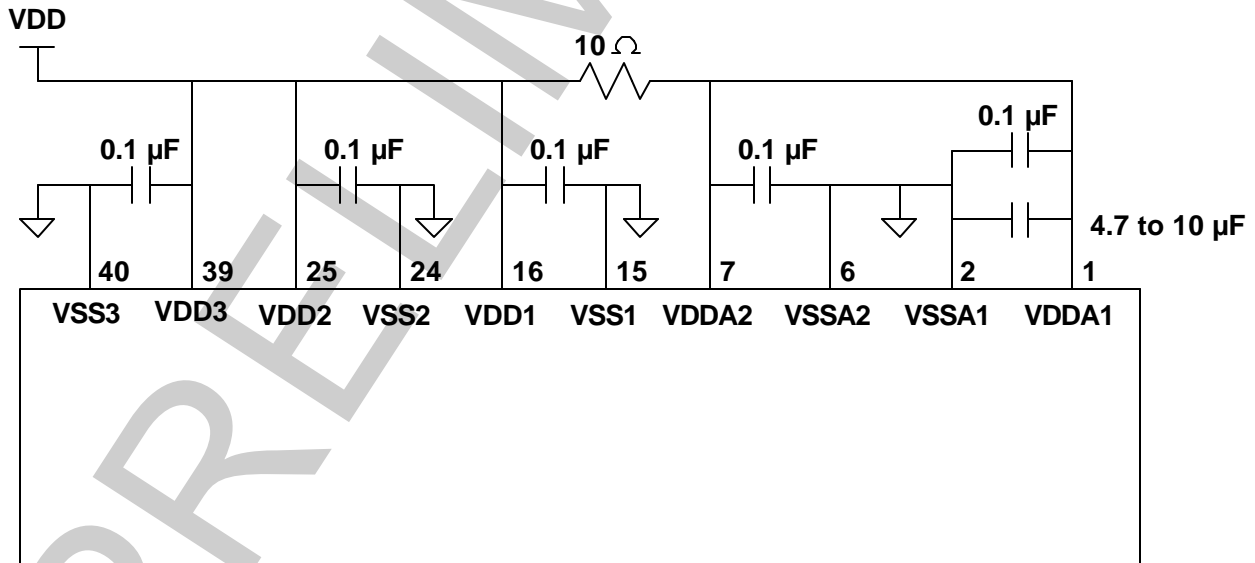 VDD
10 Ω
0.1 µF
0.1 µF 0.1 µF 0.1 µF 0.1 µF
4.7 to 10 µF
40 39 25 24 16 15 7 6 2 1
VSS3 VDD3 VDD2 VSS2 VDD1 VSS1 VDDA2 VSSA2 VSSA1 VDDA1
PRELIM